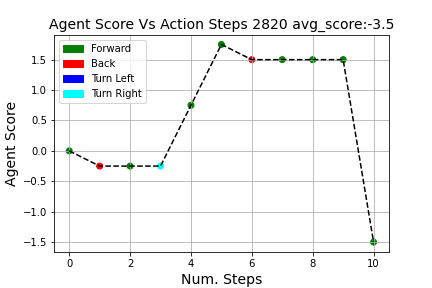 Agent Score Vs Action Steps 2820 avg_score:-3.5
Forward
Back
Turn Left
Turn Right
Agent Score
1.5
1.0
0.5
0.0
−0.5
−1.0
−1.5
0 2 4 6 8 10
Num. Steps